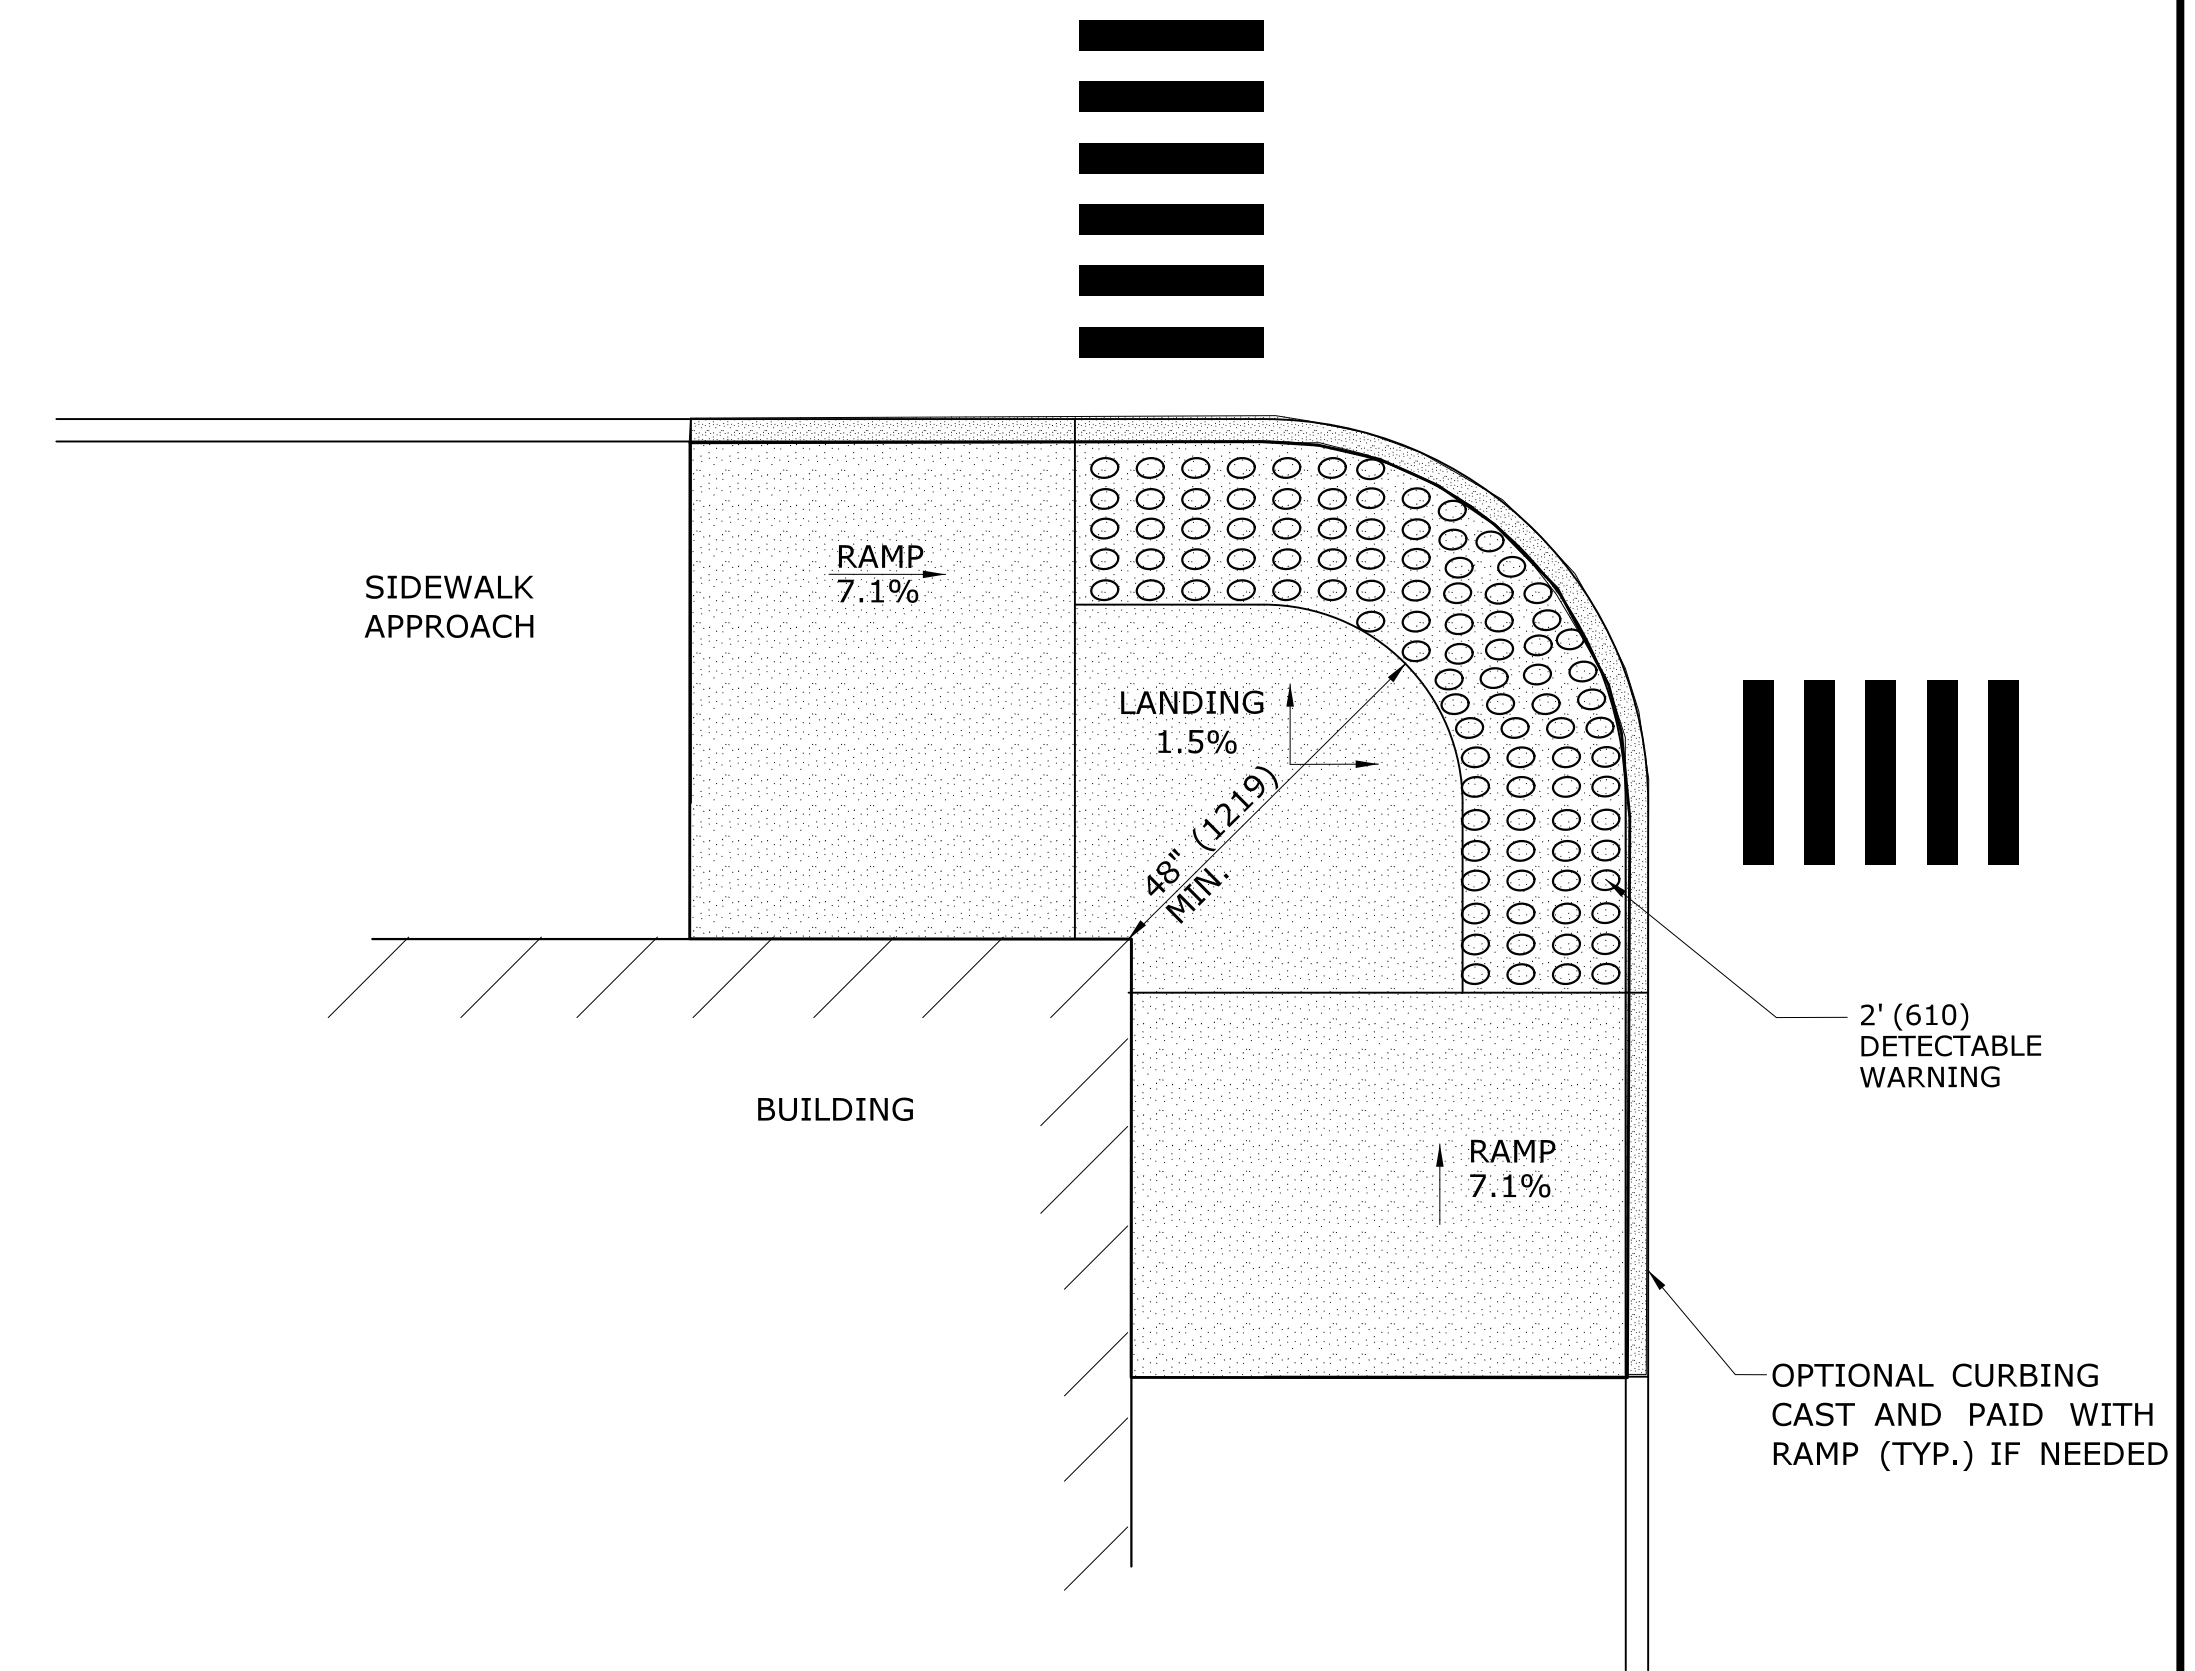 RAMP
7.1%
SIDEWALK
APPROACH
LANDING
1.5%
48" (1219)
MIN.
2' (610)
DETECTABLE
WARNING
BUILDING
RAMP
7.1%
OPTIONAL CURBING
CAST AND PAID WITH
RAMP (TYP.) IF NEEDED